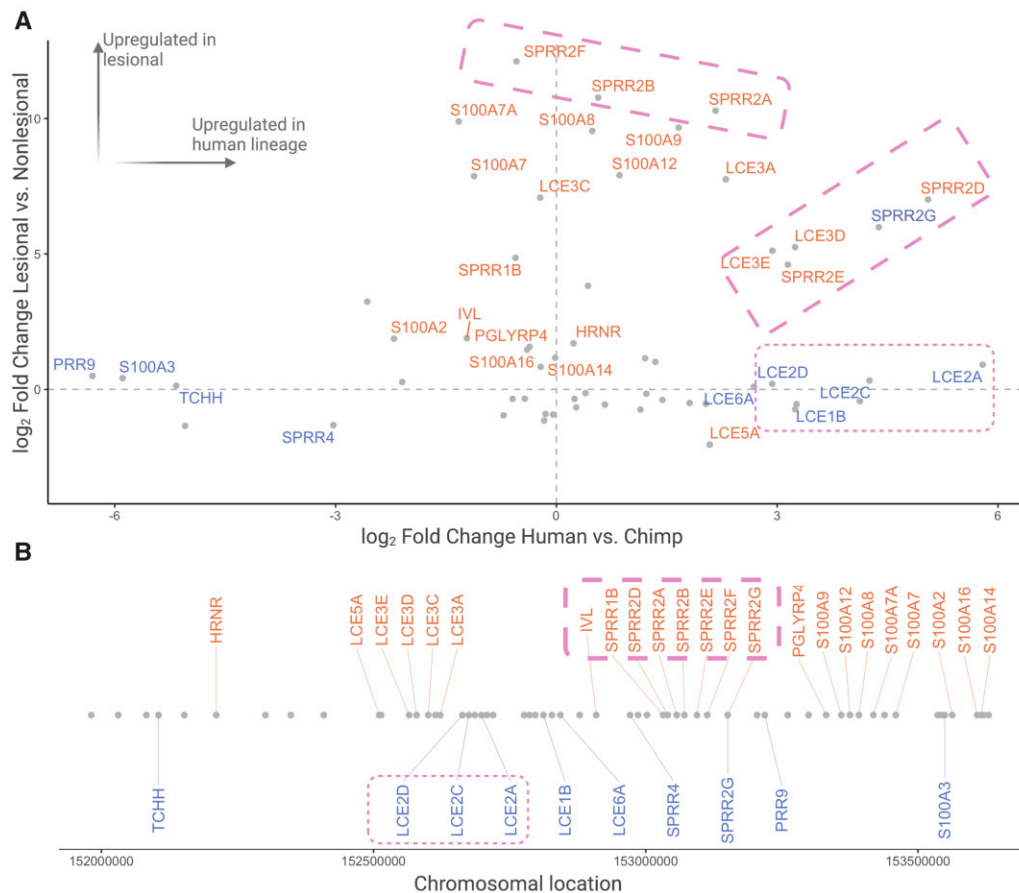 A
Upregulated in
lesional
Upregulated in
human lineage
log₂ Fold Change Lesional vs. Nonlesional
10
5
0
SPRR2F
SPRR2B
SPRR2A
S100A7A
S100A8
S100A9
S100A7
S100A12
LCE3A
LCE3C
SPRR2D
SPRR2G
LCE3D
LCE3E
SPRR2E
SPRR1B
IVL
S100A2
PGLYRP4
HRNR
S100A16
S100A14
PRR9
S100A3
TCHH
SPRR4
LCE2D
LCE2A
LCE6A
LCE2C
LCE1B
LCE5A
-6
-3
0
3
6
log₂ Fold Change Human vs. Chimp
B
HRNR
LCE5A
LCE3E
LCE3D
LCE3C
LCE3A
IVL
SPRR1B
SPRR2D
SPRR2A
SPRR2B
SPRR2E
SPRR2F
SPRR2G
PGLYRP4
S100A9
S100A12
S100A8
S100A7A
S100A7
S100A2
S100A16
S100A14
TCHH
LCE2D
LCE2C
LCE2A
LCE1B
LCE6A
SPRR4
SPRR2G
PRR9
S100A3
152000000
152500000
153000000
153500000
Chromosomal location